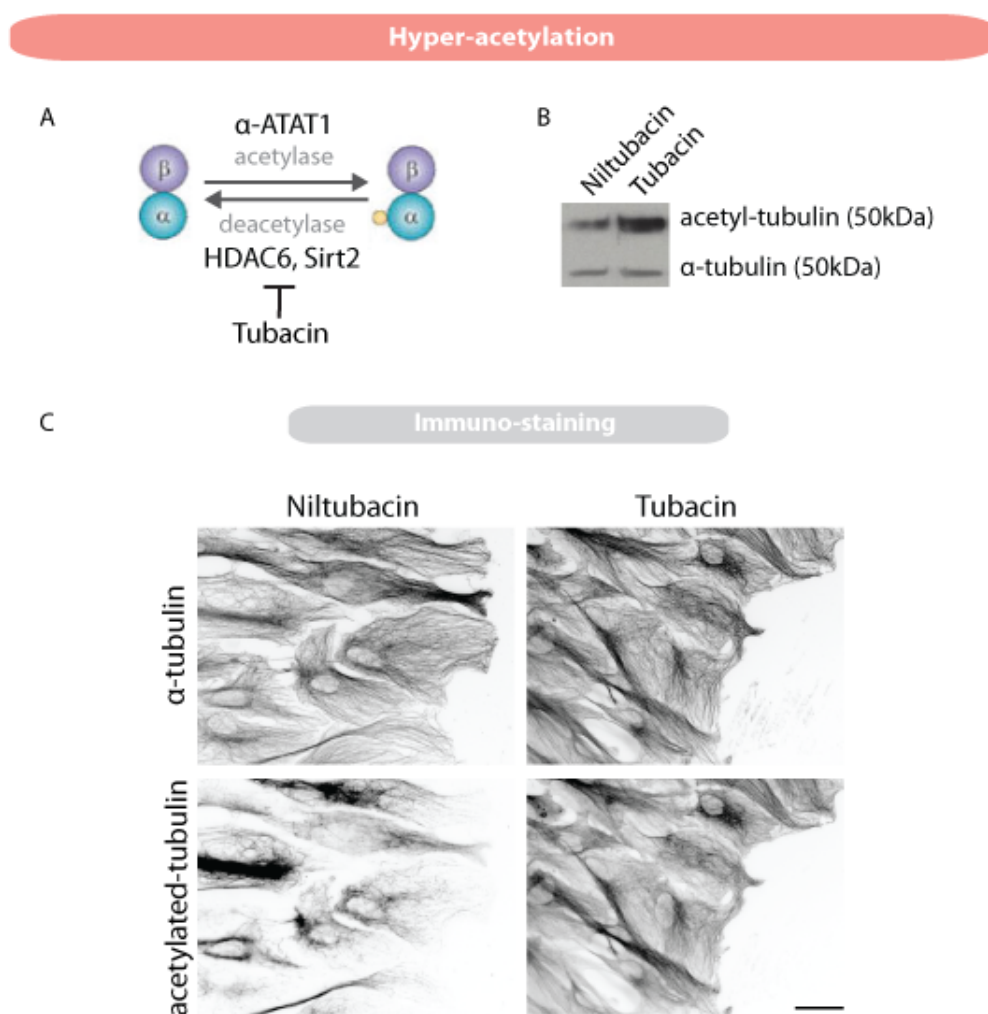 Hyper-acetylation
A
α-ATAT1
acetylase
β
β
α
α
deacetylase
HDAC6, Sirt2
Tubacin
B
Niltubacin
Tubacin
acetyl-tubulin (50kDa)
α-tubulin (50kDa)
C
Immuno-staining
Niltubacin
Tubacin
α-tubulin
acetylated-tubulin